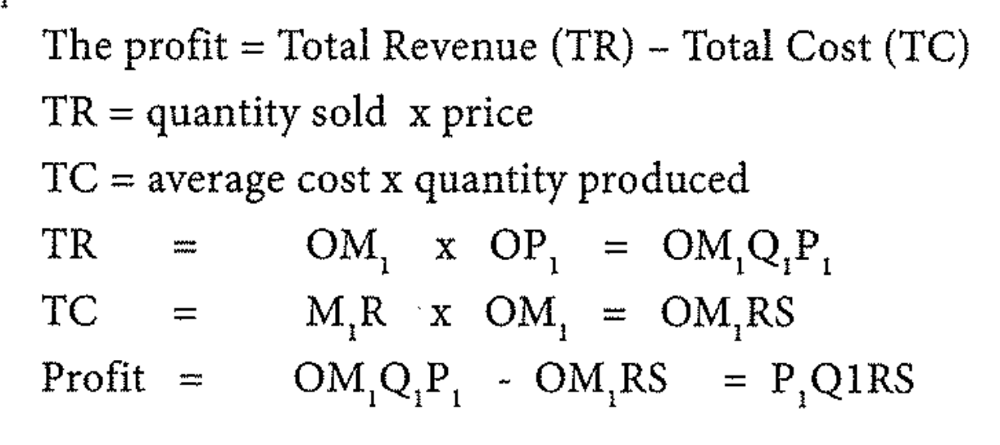 The profit = Total Revenue (TR) – Total Cost (TC)
TR = quantity sold x price
TC = average cost x quantity produced
TR = OM₁ x OP₁ = OM₁Q₁P₁
TC = M₁R x OM₁ = OM₁RS
Profit = OM₁Q₁P₁ - OM₁RS = P₁Q1RS